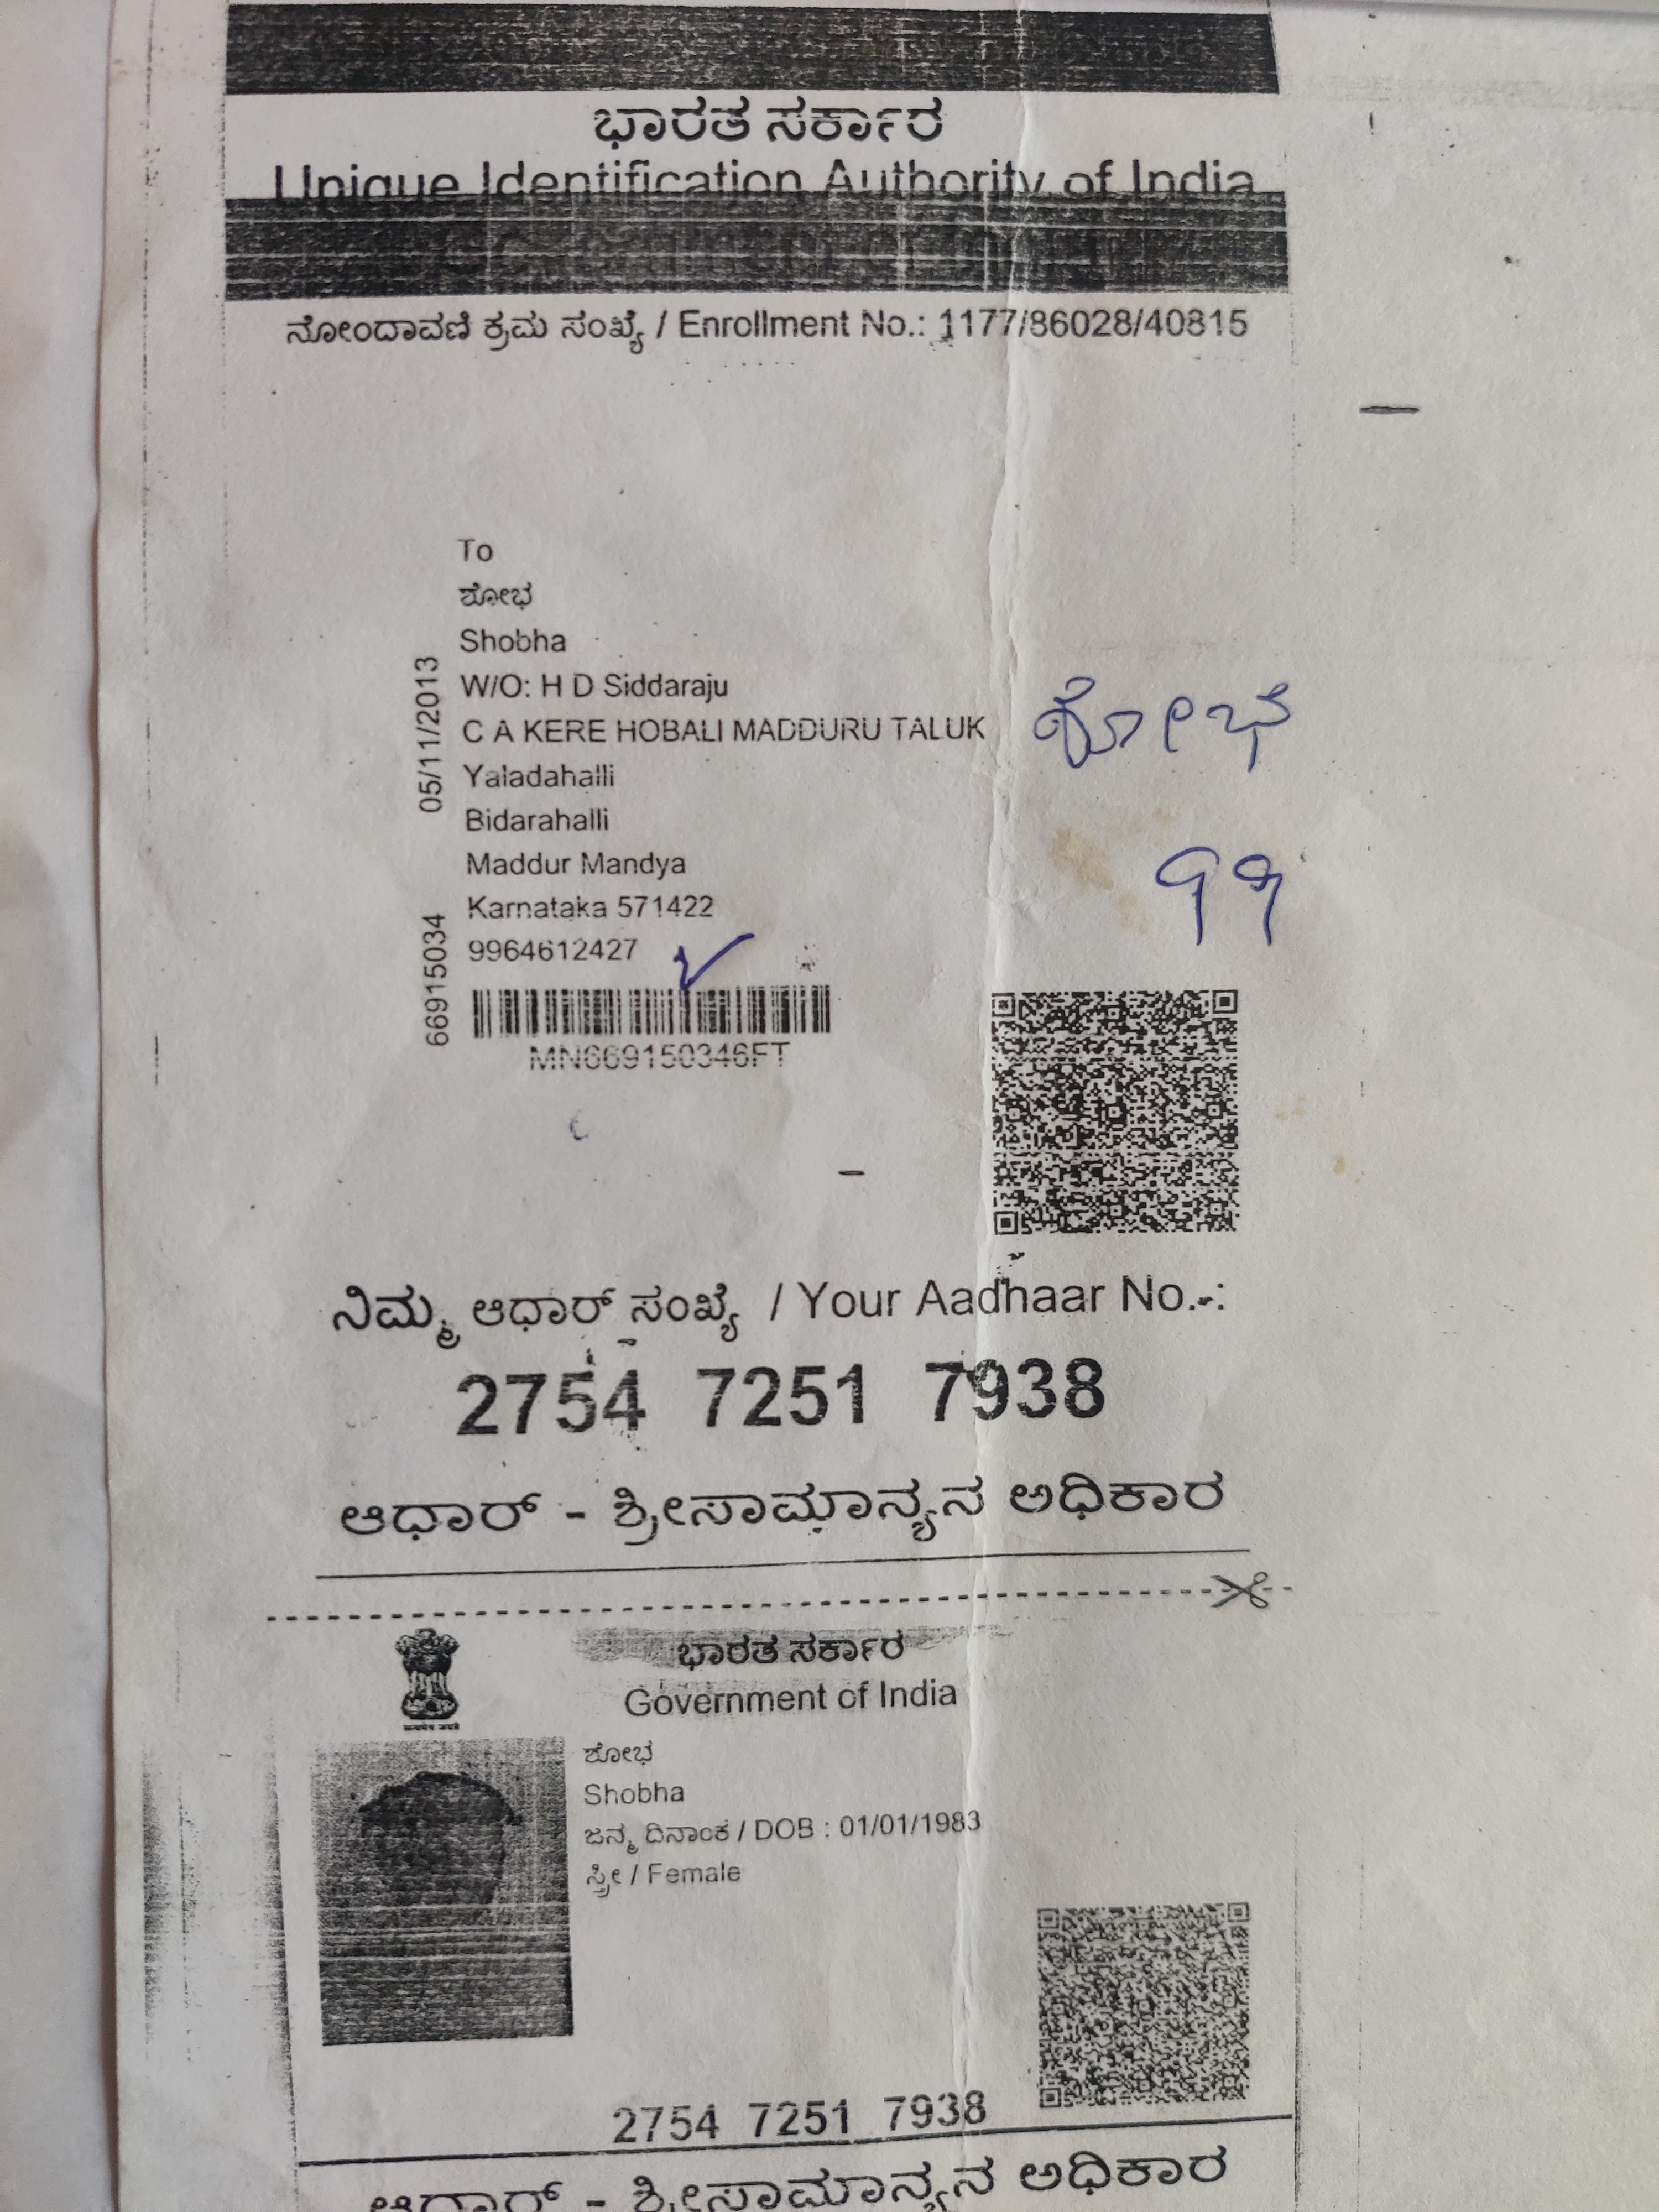 ಭಾರತ ಸರ್ಕಾರ
Unique Identification Authority of India
ನೋಂದಾವಣಿ ಕ್ರಮ ಸಂಖ್ಯೆ / Enrollment No.: 1177/86028/40815
To
ಶೋಭ
Shobha
W/O: H D Siddaraju
C A KERE HOBALI MADDURU TALUK
Yaladahalli
Bidarahalli
Maddur Mandya
Karnataka 571422
9964612427
05/11/2013
66915034
MN669150346FT
ಶೋಭ
ನಿಮ್ಮ ಆಧಾರ್ ಸಂಖ್ಯೆ / Your Aadhaar No. :
2754 7251 7938
ಆಧಾರ್ - ಶ್ರೀಸಾಮಾನ್ಯನ ಅಧಿಕಾರ
ಭಾರತ ಸರ್ಕಾರ
Government of India
ಶೋಭ
Shobha
ಜನ್ಮ ದಿನಾಂಕ / DOB : 01/01/1983
ಸ್ತ್ರೀ / Female
2754 7251 7938
ಆಧಾರ್ - ಶ್ರೀಸಾಮಾನ್ಯನ ಅಧಿಕಾರ